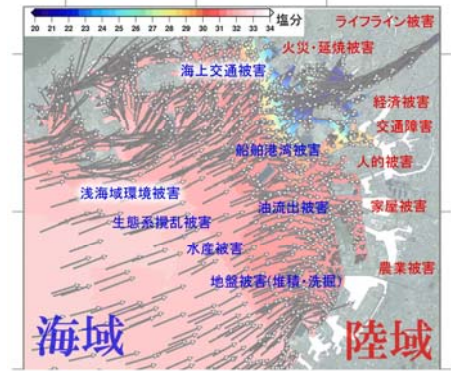 20 21 22 23 24 25 26 27 28 29 30 31 32 33 34 塩分
ライフライン被害
火災・延焼被害
海上交通被害
経済被害
交通障害
船舶港湾被害
人的被害
浅海域環境被害
油流出被害
家屋被害
生態系攪乱被害
水産被害
農業被害
地盤被害(堆積・洗掘)
海域
陸域